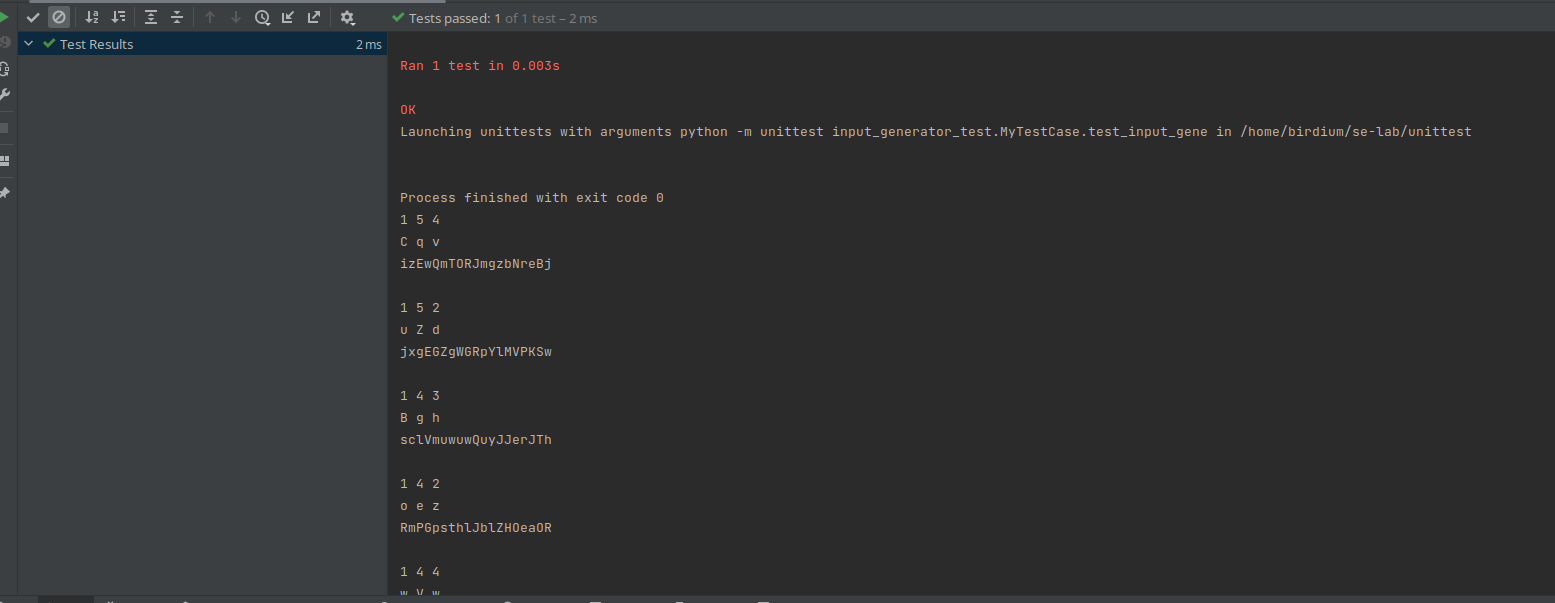 Tests passed: 1 of 1 test – 2 ms
Test Results 2 ms
Ran 1 test in 0.003s
OK
Launching unittests with arguments python -m unittest input_generator_test.MyTestCase.test_input_gene in /home/birdium/se-lab/unittest
Process finished with exit code 0
1 5 4
C q v
izEwQmTORJmgzbNreBj
1 5 2
u Z d
jxgEGZgWGRpYlMVPKSw
1 4 3
B g h
sclVmuwuwQuyJJerJTh
1 4 2
o e z
RmPGpsthlJblZHOeaOR
1 4 4
w V w